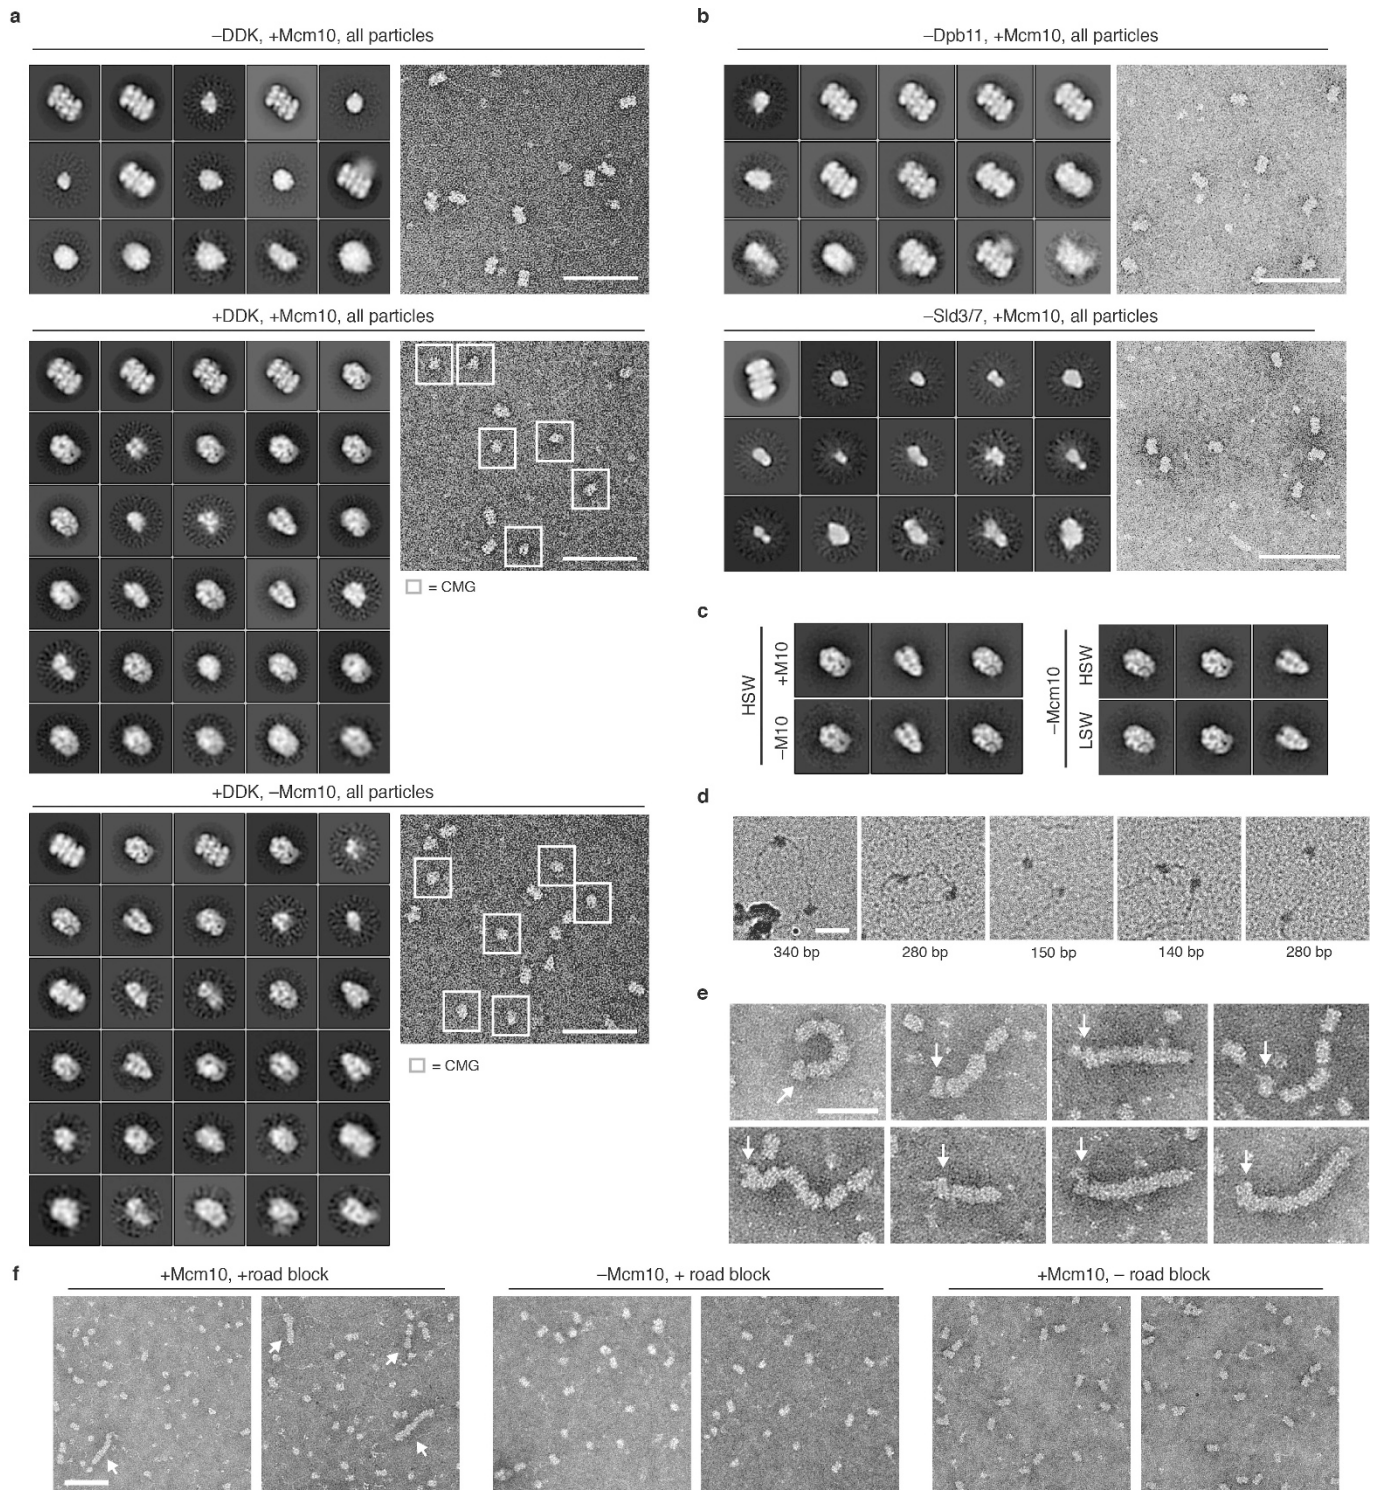 a
−DDK, +Mcm10, all particles
+DDK, +Mcm10, all particles
= CMG
+DDK, −Mcm10, all particles
= CMG
b
−Dpb11, +Mcm10, all particles
−Sld3/7, +Mcm10, all particles
c
HSW
+M10
−M10
−Mcm10
HSW
LSW
d
340 bp
280 bp
150 bp
140 bp
280 bp
e
f
+Mcm10, +road block
−Mcm10, + road block
+Mcm10, − road block